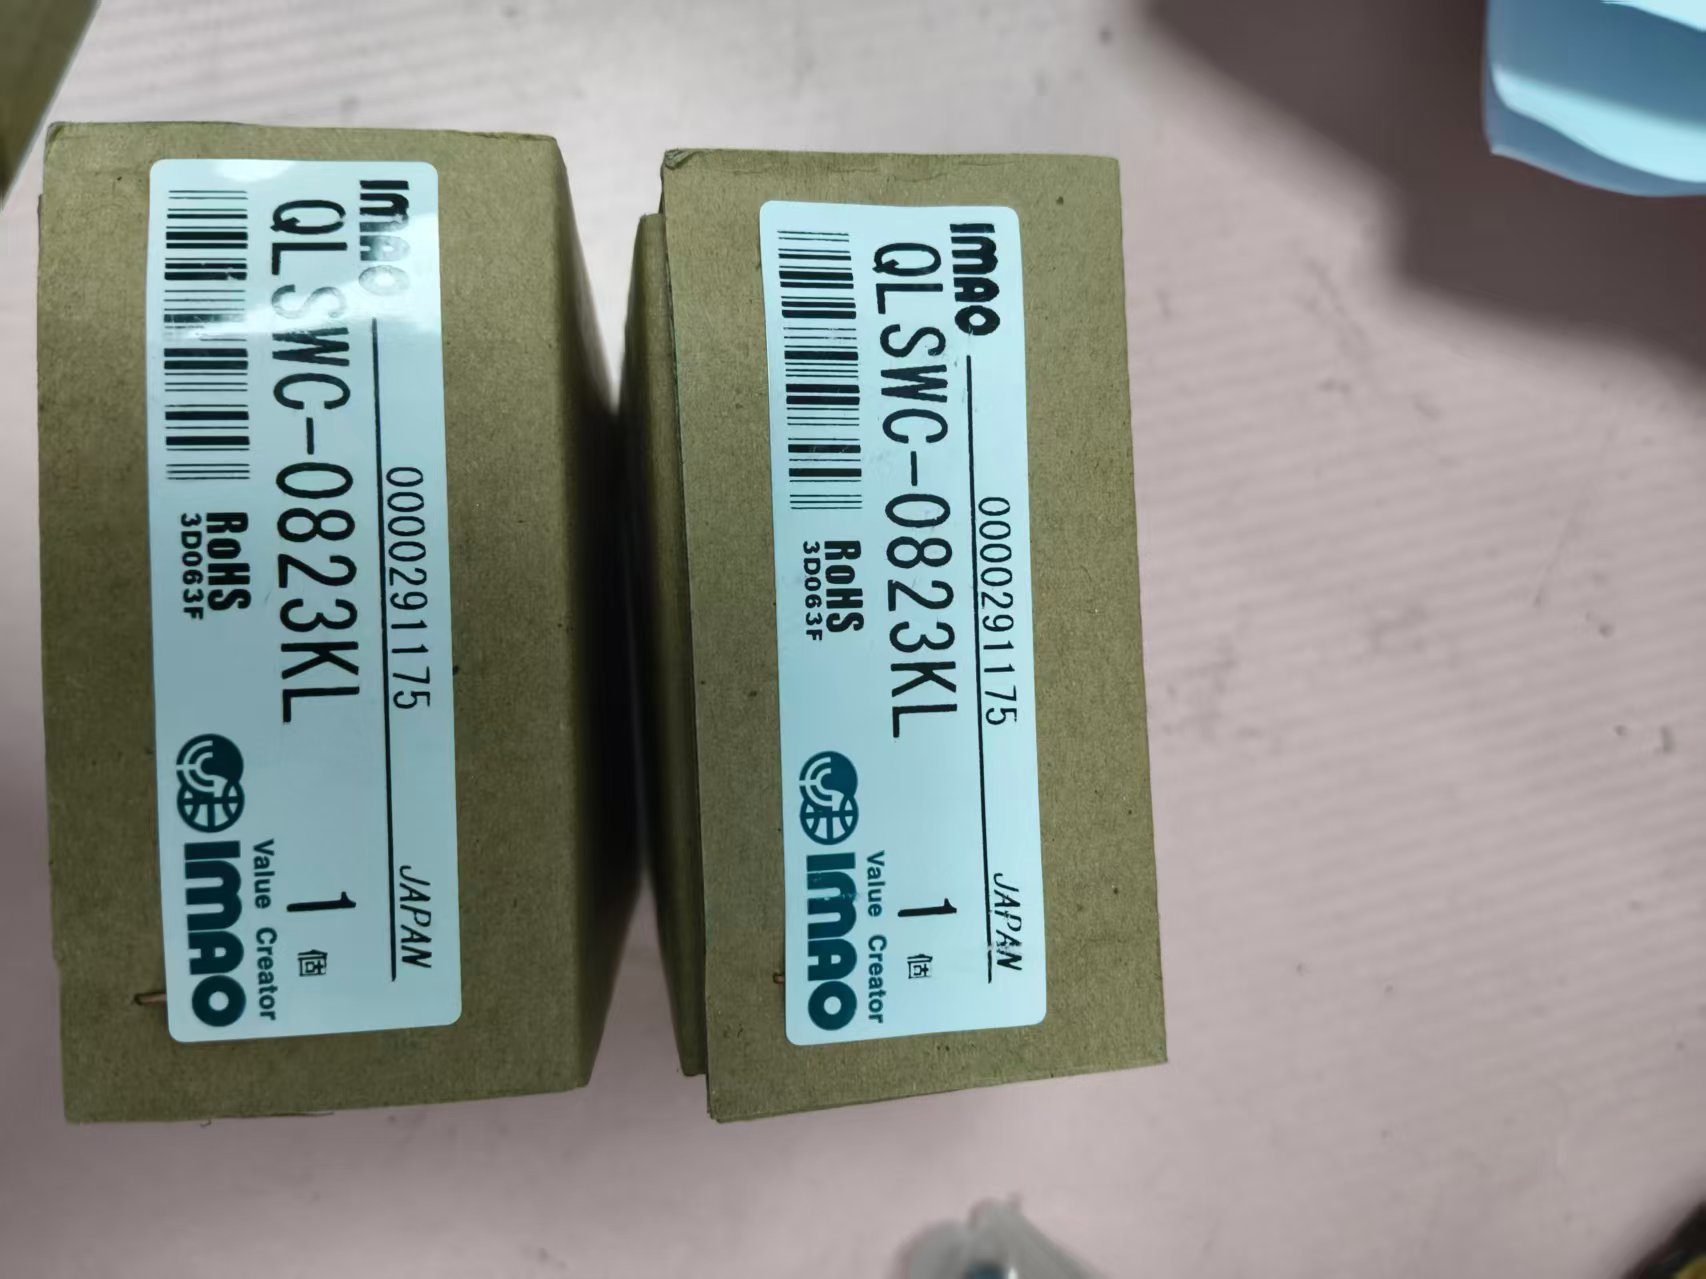 imao
0000291175
JAPAN
QLSWC-0823KL
1 個
RoHS
3D063F
Value Creator
IMAO
imao
0000291175
JAPAN
QLSWC-0823KL
1 個
RoHS
3D063F
Value Creator
IMAO